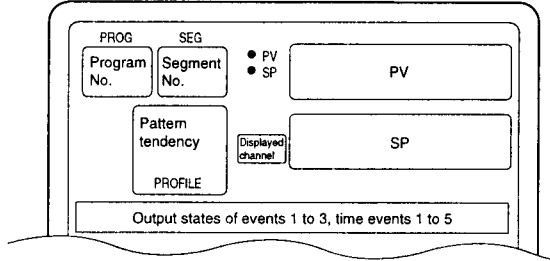 PROG SEG
Program No.
Segment No.
PV
SP
PV
Pattern tendency
PROFILE
Displayed channel
SP
Output states of events 1 to 3, time events 1 to 5